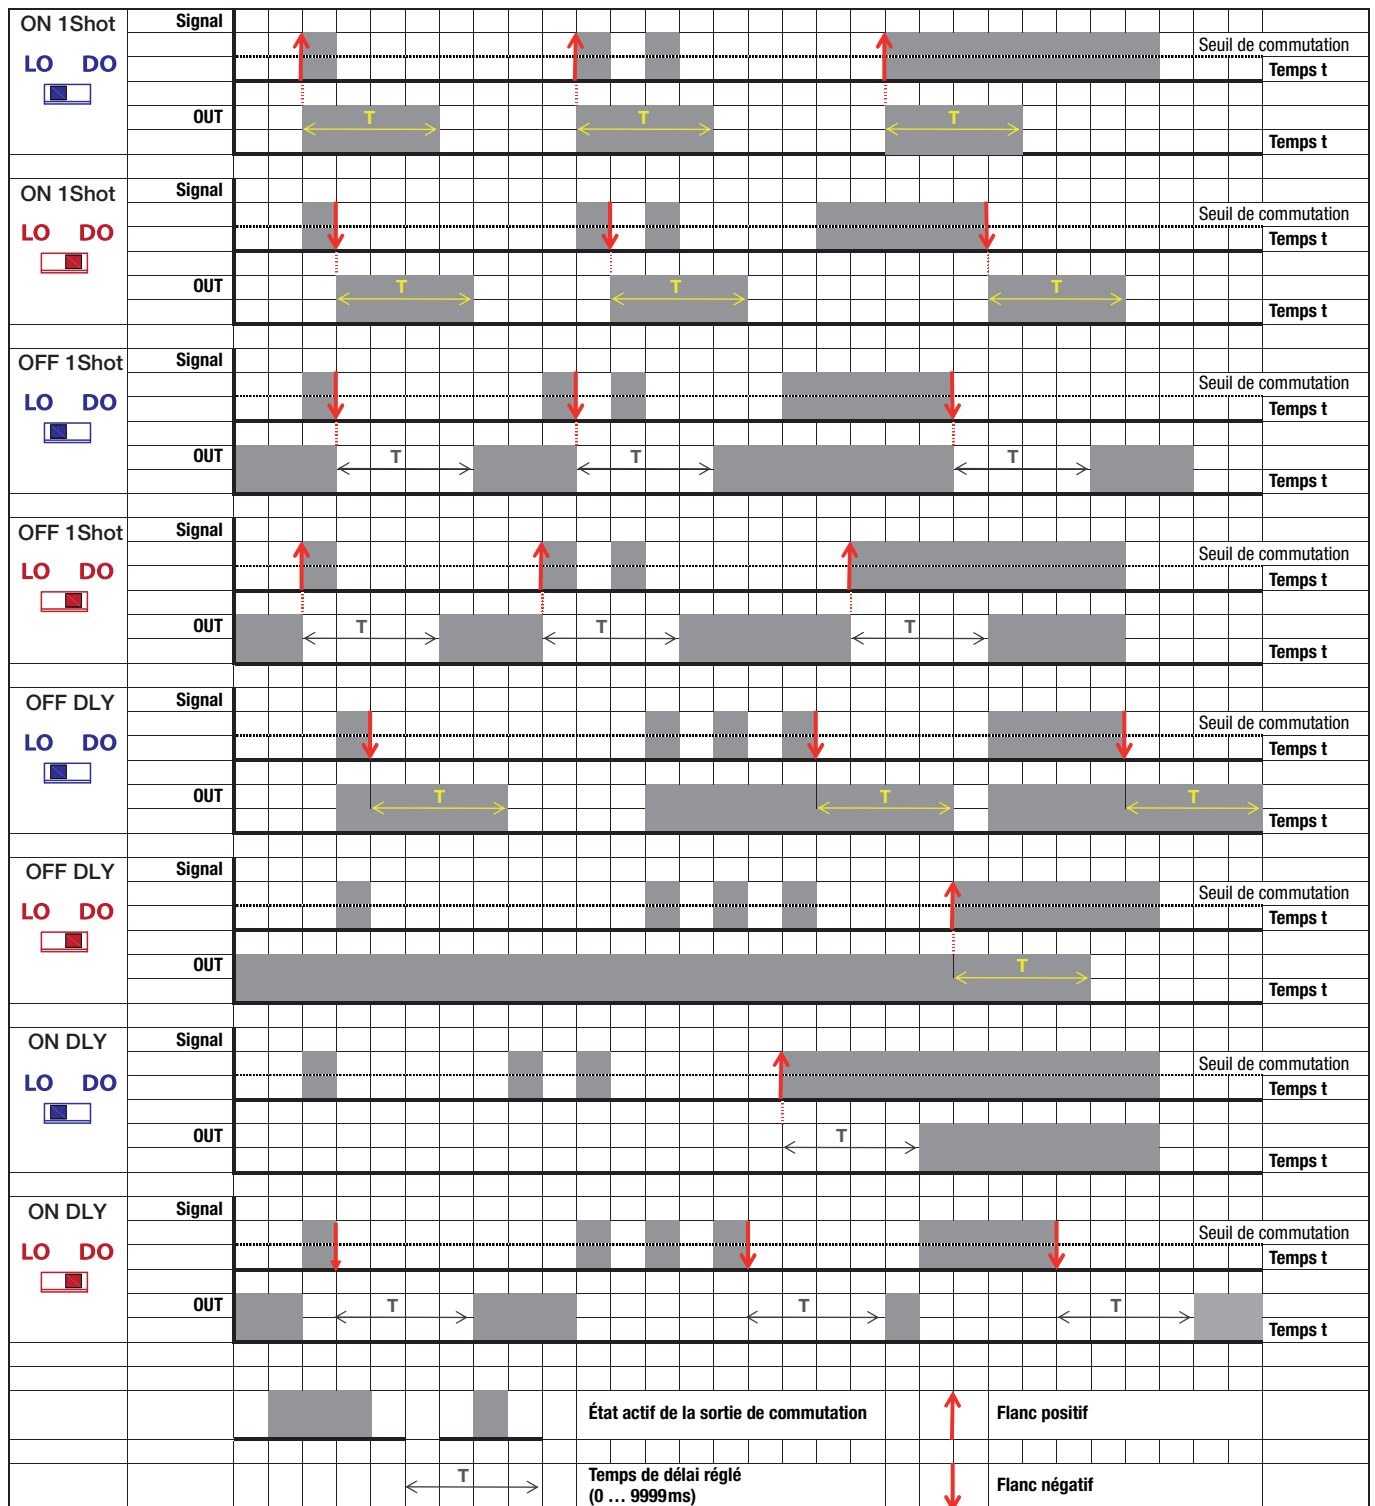 ON 1Shot
Signal
Seuil de commutation
LO DO
Temps t
OUT
T
T
T
Temps t
ON 1Shot
Signal
Seuil de commutation
LO DO
Temps t
OUT
T
T
T
Temps t
OFF 1Shot
Signal
Seuil de commutation
LO DO
Temps t
OUT
T
T
T
Temps t
OFF 1Shot
Signal
Seuil de commutation
LO DO
Temps t
OUT
T
T
T
Temps t
OFF DLY
Signal
Seuil de commutation
LO DO
Temps t
OUT
T
T
T
Temps t
OFF DLY
Signal
Seuil de commutation
LO DO
Temps t
OUT
T
Temps t
ON DLY
Signal
Seuil de commutation
LO DO
Temps t
OUT
T
Temps t
ON DLY
Signal
Seuil de commutation
LO DO
Temps t
OUT
T
T
T
Temps t
État actif de la sortie de commutation
Flanc positif
T
Temps de délai réglé
(0 … 9999ms)
Flanc négatif